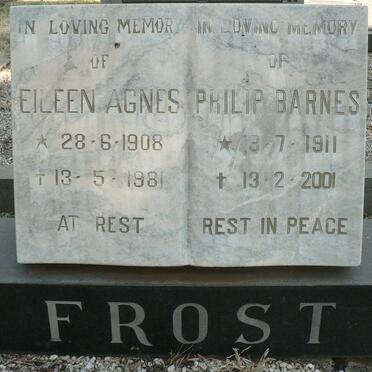 IN LOVING MEMORY
OF
EILEEN AGNES
★ 28-6-1908
† 13-5-1981
AT REST
IN LOVING MEMORY
OF
PHILIP BARNES
★ 3-7-1911
† 13-2-2001
REST IN PEACE
FROST